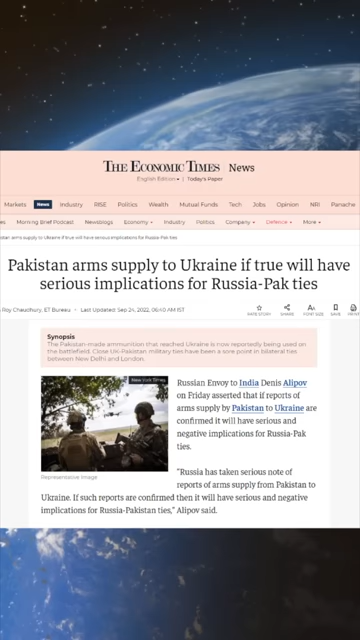 THE ECONOMIC TIMES News
English Edition | Today's Paper
Markets News Industry RISE Politics Wealth Mutual Funds Tech Jobs Opinion NRI Panache
es Morning Brief Podcast Newsblogs Economy Industry Politics Company Defence More
stan arms supply to Ukraine if true will have serious implications for Russia-Pak ties
Pakistan arms supply to Ukraine if true will have
serious implications for Russia-Pak ties
Roy Chaudhury, ET Bureau • Last Updated: Sep 24, 2022, 06:40 AM IST
RATE STORY SHARE FONT SIZE SAVE PRINT
Synopsis
The Pakistan-made ammunition that reached Ukraine is now reportedly being used on
the battlefield. Close UK-Pakistan military ties have been a sore point in bilateral ties
between New Delhi and London.
New York Times
Representative Image
Russian Envoy to India Denis Alipov
on Friday asserted that if reports of
arms supply by Pakistan to Ukraine are
confirmed it will have serious and
negative implications for Russia-Pak
ties.
"Russia has taken serious note of
reports of arms supply from Pakistan to
Ukraine. If such reports are confirmed then it will have serious and negative
implications for Russia-Pakistan ties," Alipov said.